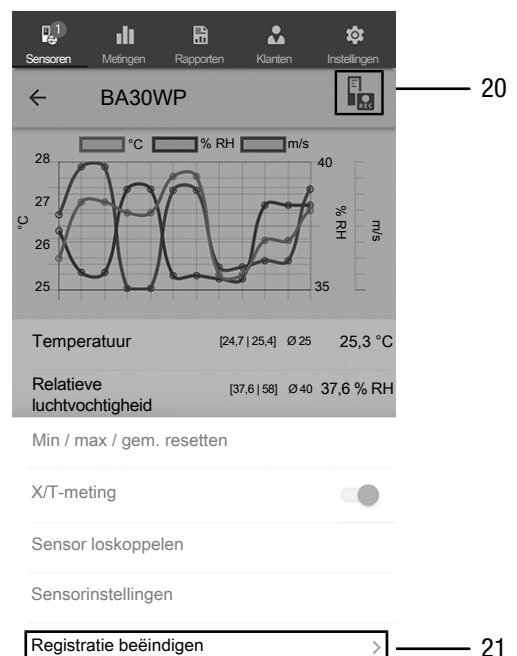 1
Sensoren Metingen Rapporten Klanten Instellingen
BA30WP
REC
20
°C % RH m/s
28 40
27
26
25 35
°C
% RH
m/s
Temperatuur [24,7 | 25,4] Ø 25 25,3 °C
Relatieve
luchtvochtigheid [37,6 | 58] Ø 40 37,6 % RH
Min / max / gem. resetten
X/T-meting
Sensor loskoppelen
Sensorinstellingen
Registratie beëindigen
21